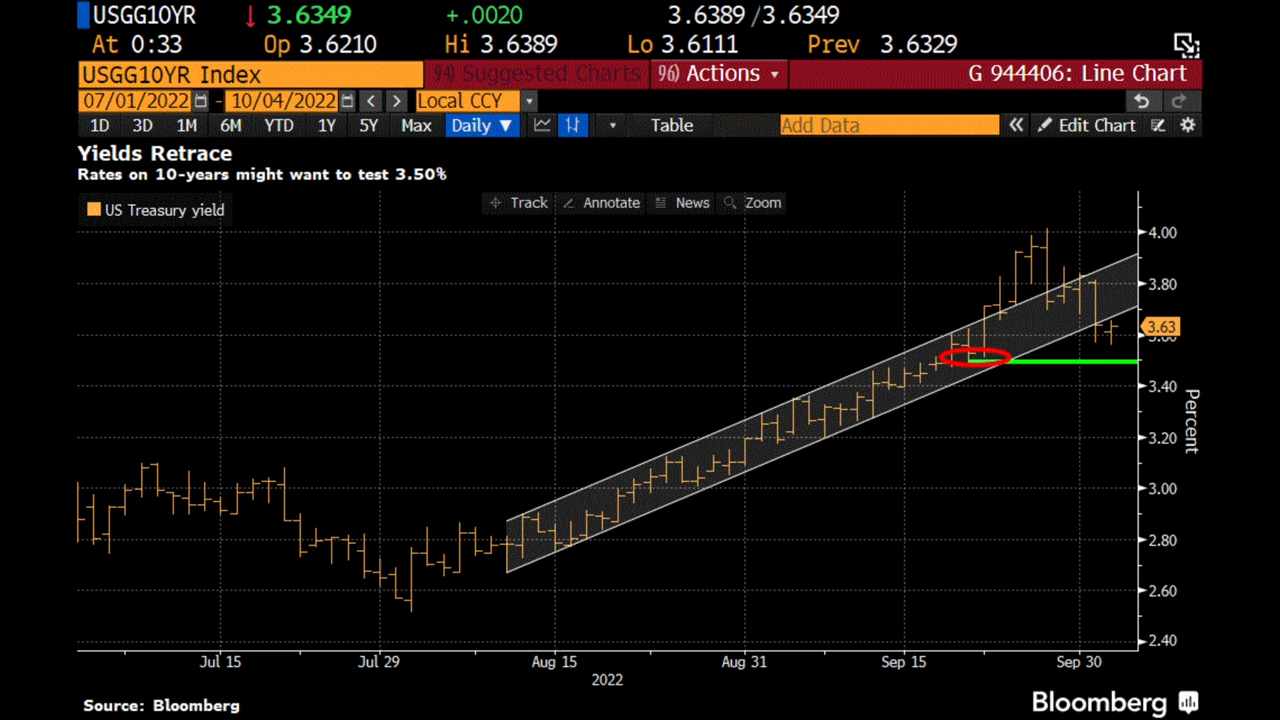 USGG10YR ↓ 3.6349 +.0020 3.6389 / 3.6349
At 0:33 Op 3.6210 Hi 3.6389 Lo 3.6111 Prev 3.6329
USGG10YR Index 94) Suggested Charts 96) Actions ▾ G 944406: Line Chart
07/01/2022 - 10/04/2022 < > Local CCY ▾
1D 3D 1M 6M YTD 1Y 5Y Max Daily ▼ ▾ Table Add Data « Edit Chart
Yields Retrace
Rates on 10-years might want to test 3.50%
US Treasury yield
Track Annotate News Zoom
4.00
3.80
3.63
3.60
3.40
3.20
3.00
2.80
2.60
2.40
Percent
Jul 15 Jul 29 Aug 15 Aug 31 Sep 15 Sep 30
2022
Source: Bloomberg
Bloomberg